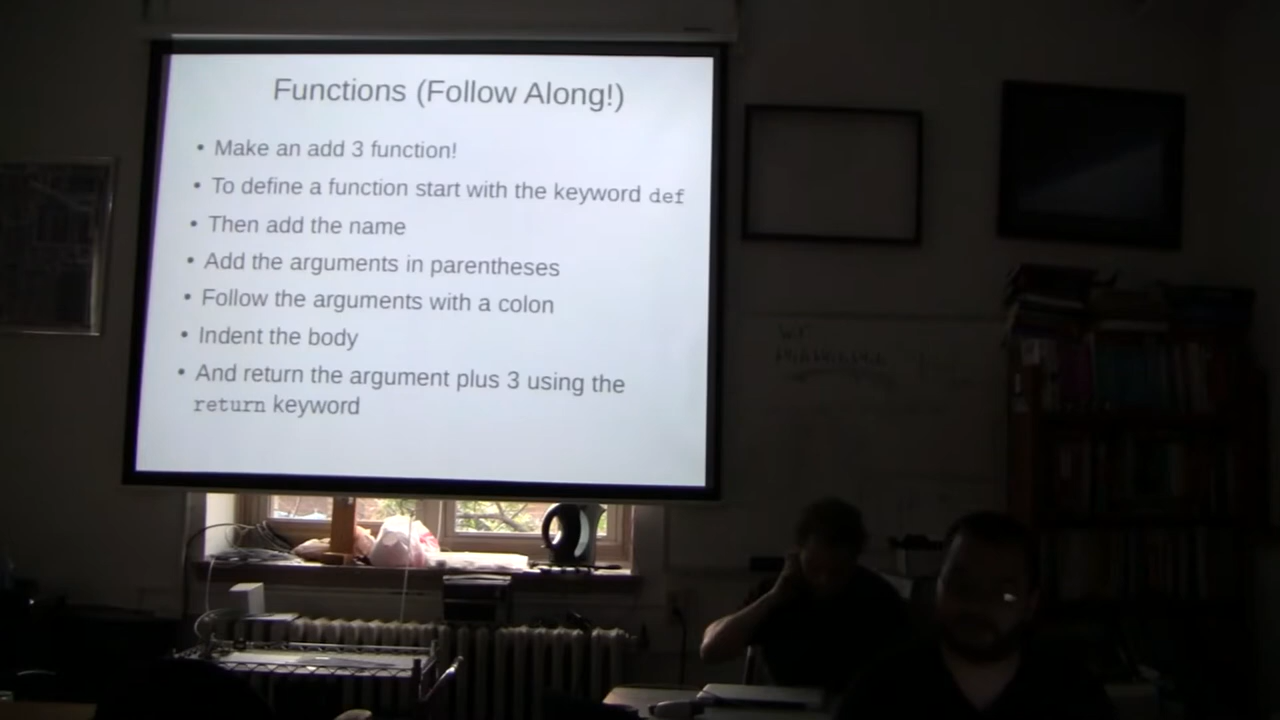 Functions (Follow Along!)
• Make an add 3 function!
• To define a function start with the keyword def
• Then add the name
• Add the arguments in parentheses
• Follow the arguments with a colon
• Indent the body
• And return the argument plus 3 using the
return keyword